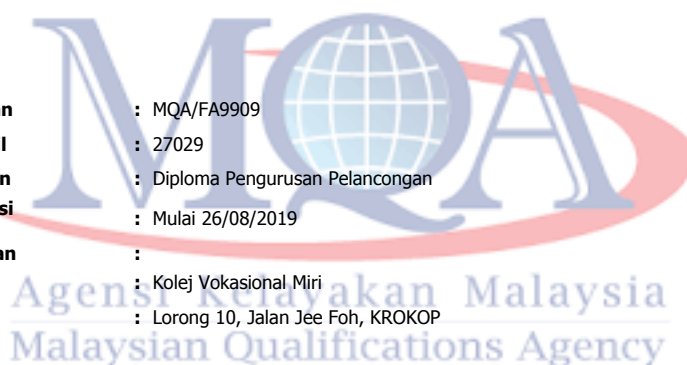 MQA
an : MQA/FA9909
l : 27029
n : Diploma Pengurusan Pelancongan
si : Mulai 26/08/2019
an :
: Kolej Vokasional Miri
Agensi Kelayakan Malaysia
: Lorong 10, Jalan Jee Foh, KROKOP
Malaysian Qualifications Agency